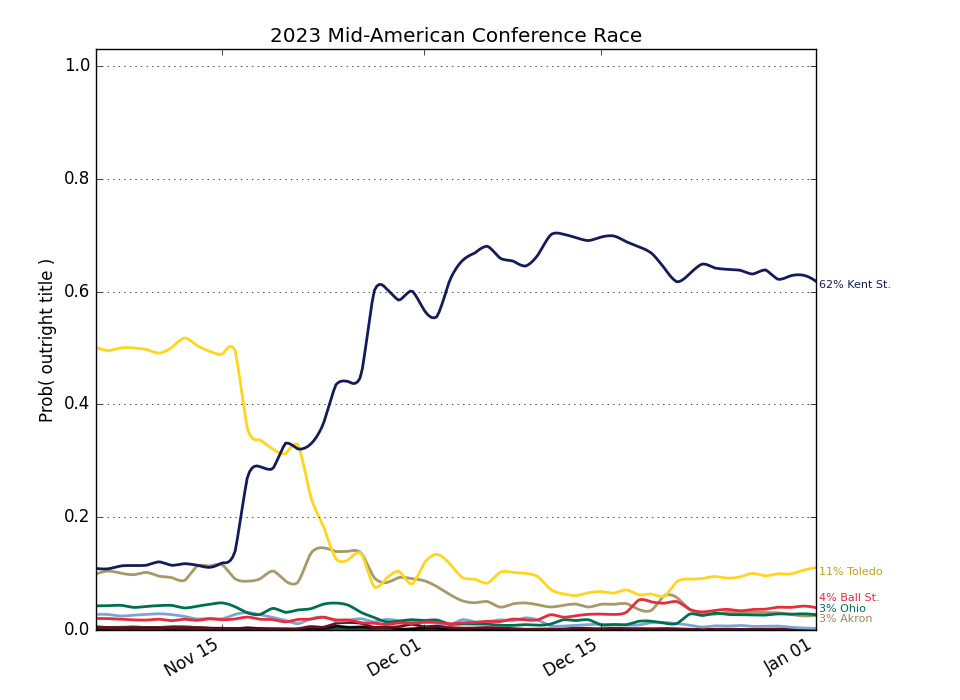 2023 Mid-American Conference Race
Prob( outright title )
1.0
0.8
0.6
0.4
0.2
0.0
Nov 15
Dec 01
Dec 15
Jan 01
62% Kent St.
11% Toledo
4% Ball St.
3% Ohio
3% Akron